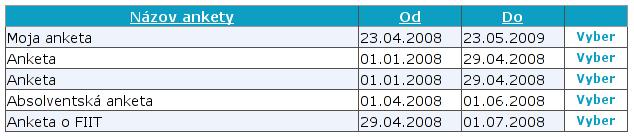 Názov ankety Od Do
Moja anketa 23.04.2008 23.05.2009 Vyber
Anketa 01.01.2008 29.04.2008 Vyber
Anketa 01.01.2008 29.04.2008 Vyber
Absolventská anketa 01.04.2008 01.06.2008 Vyber
Anketa o FIIT 29.04.2008 01.07.2008 Vyber